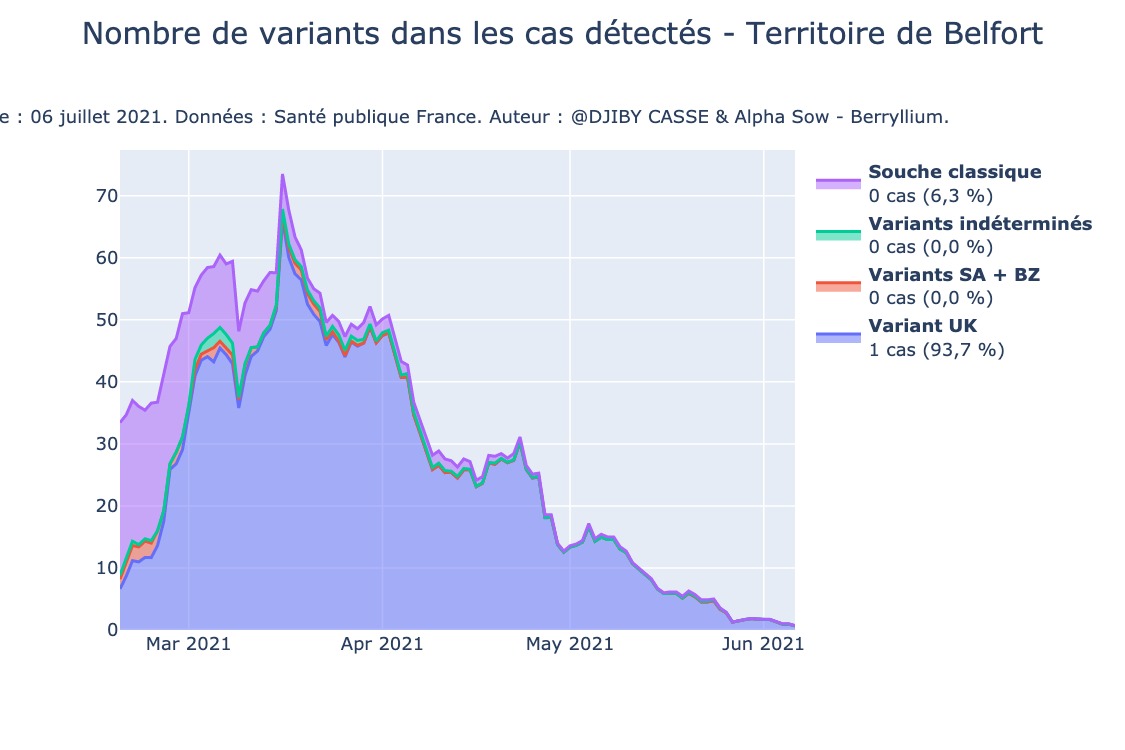 Nombre de variants dans les cas détectés - Territoire de Belfort
e : 06 juillet 2021. Données : Santé publique France. Auteur : @DJIBY CASSE & Alpha Sow - Berryllium.
Souche classique
0 cas (6,3 %)
Variants indéterminés
0 cas (0,0 %)
Variants SA + BZ
0 cas (0,0 %)
Variant UK
1 cas (93,7 %)
70
60
50
40
30
20
10
0
Mar 2021
Apr 2021
May 2021
Jun 2021